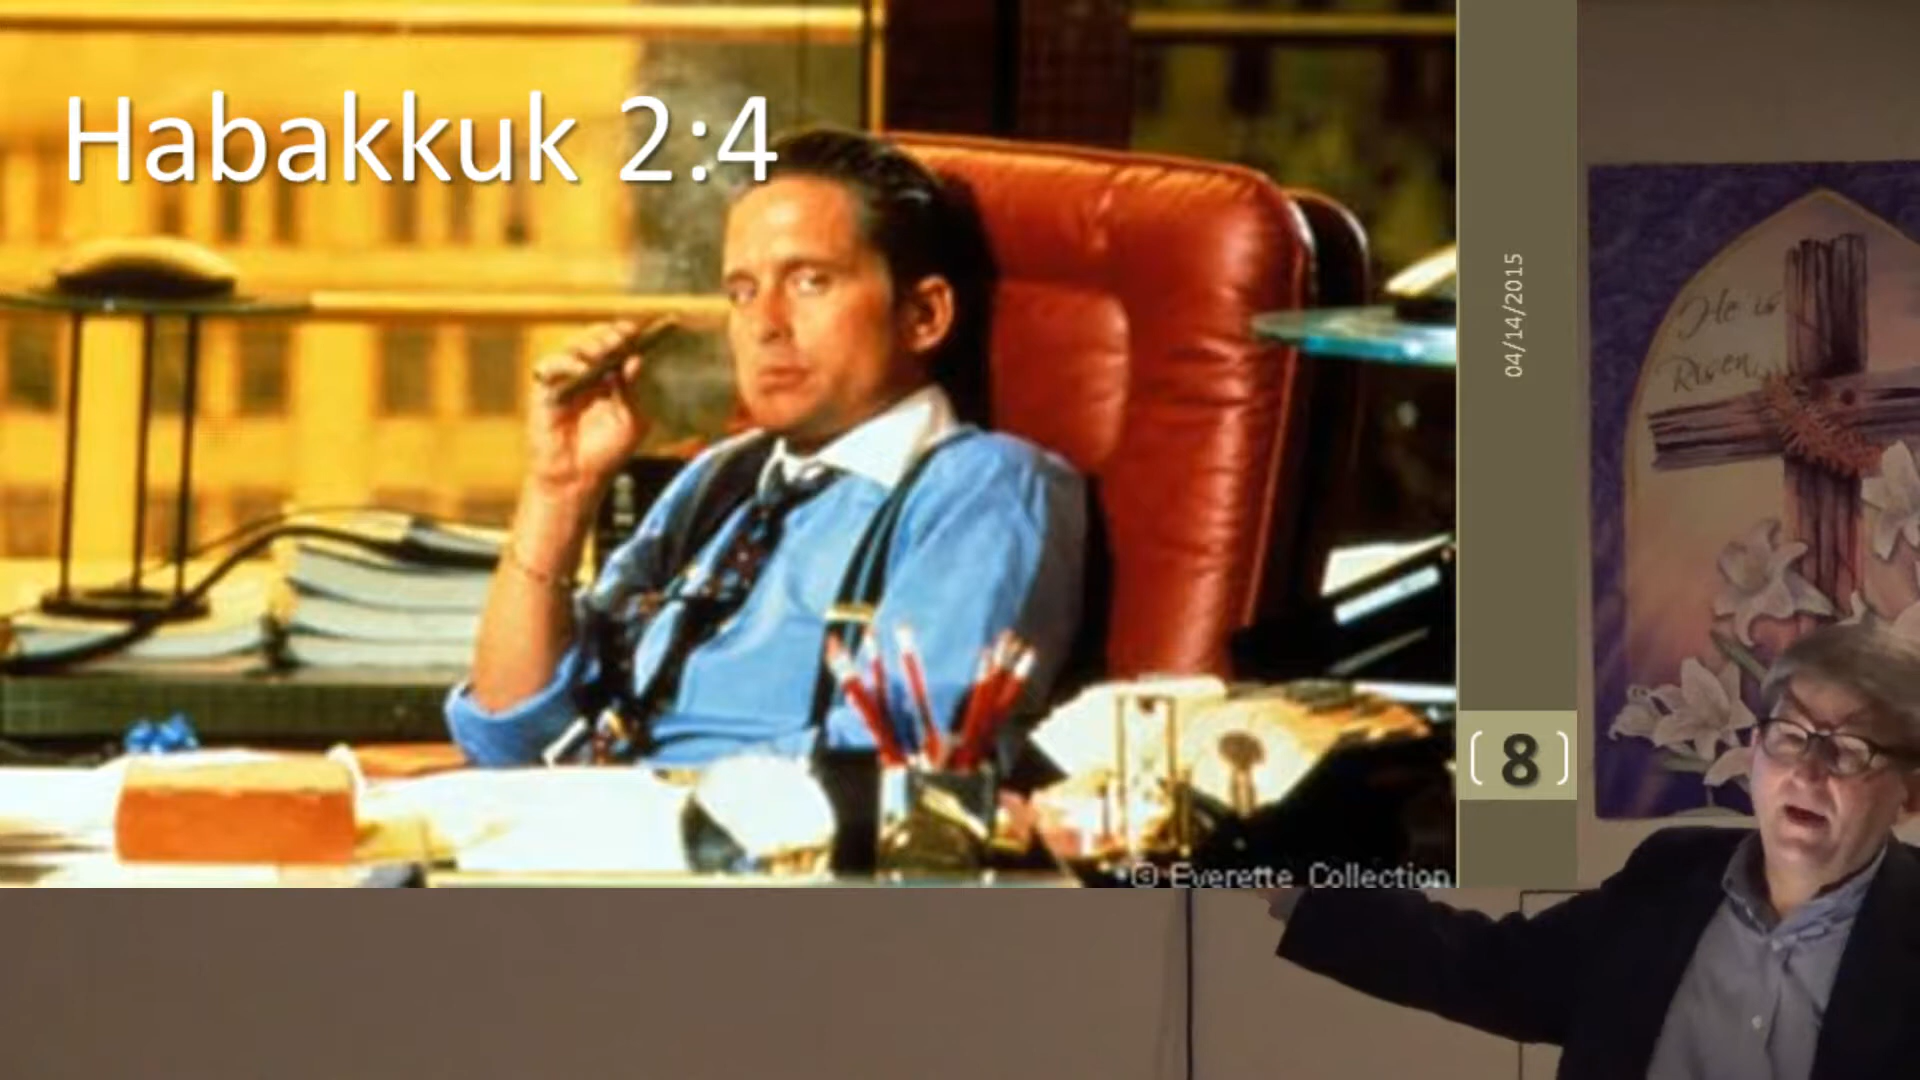 Habakkuk 2:4
04/14/2015
8
He is
Risen...
© Everette Collection